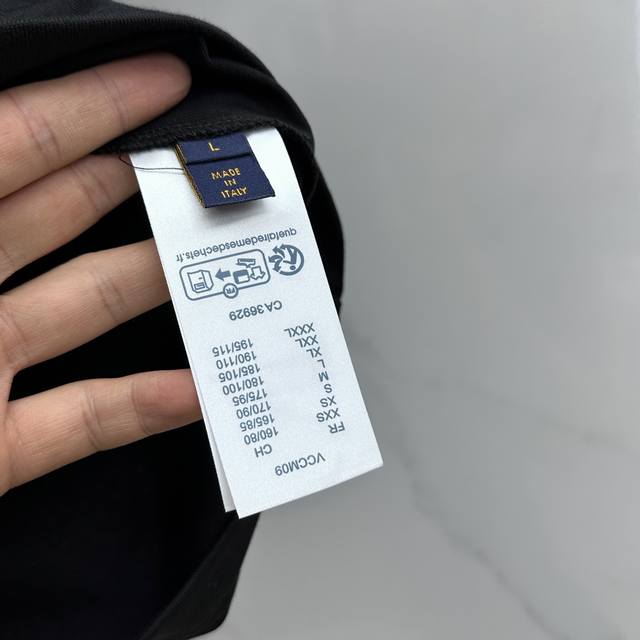 L
MADE
IN
ITALY
VCCM09
FR CH
XXS 160/80
XS 165/85
S 170/90
M 175/95
L 180/100
XL 185/105
XXL 190/110
XXXL 195/115
CA 36929
FR
quefairedemesdechets.fr